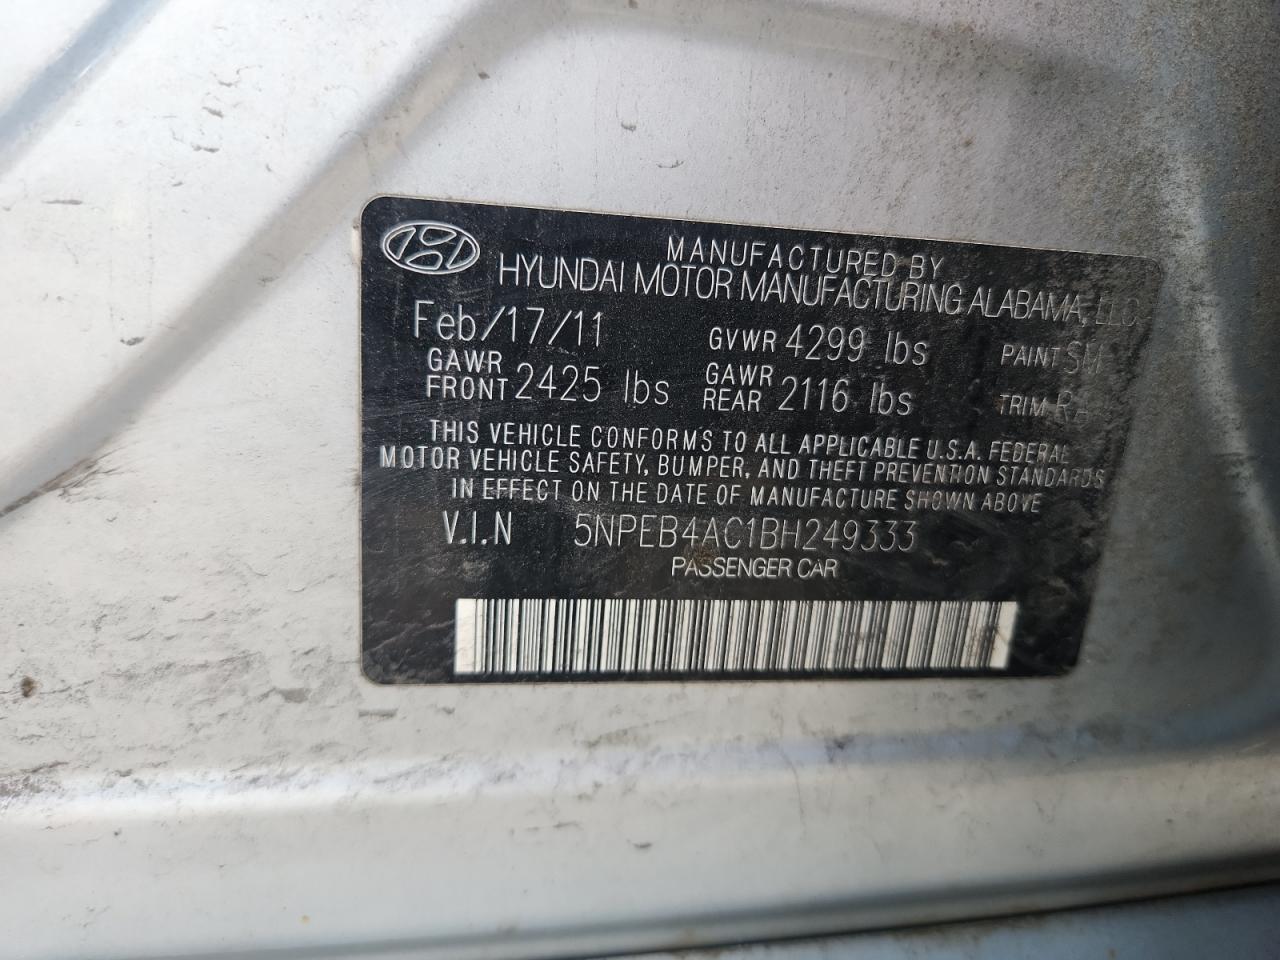 MANUFACTURED BY
HYUNDAI MOTOR MANUFACTURING ALABAMA, LLC
Feb/17/11 GVWR 4299 lbs PAINT SM
GAWR FRONT 2425 lbs GAWR REAR 2116 lbs TRIM
THIS VEHICLE CONFORMS TO ALL APPLICABLE U.S.A. FEDERAL
MOTOR VEHICLE SAFETY, BUMPER, AND THEFT PREVENTION STANDARDS
IN EFFECT ON THE DATE OF MANUFACTURE SHOWN ABOVE
V.I.N 5NPEB4AC1BH249333
PASSENGER CAR